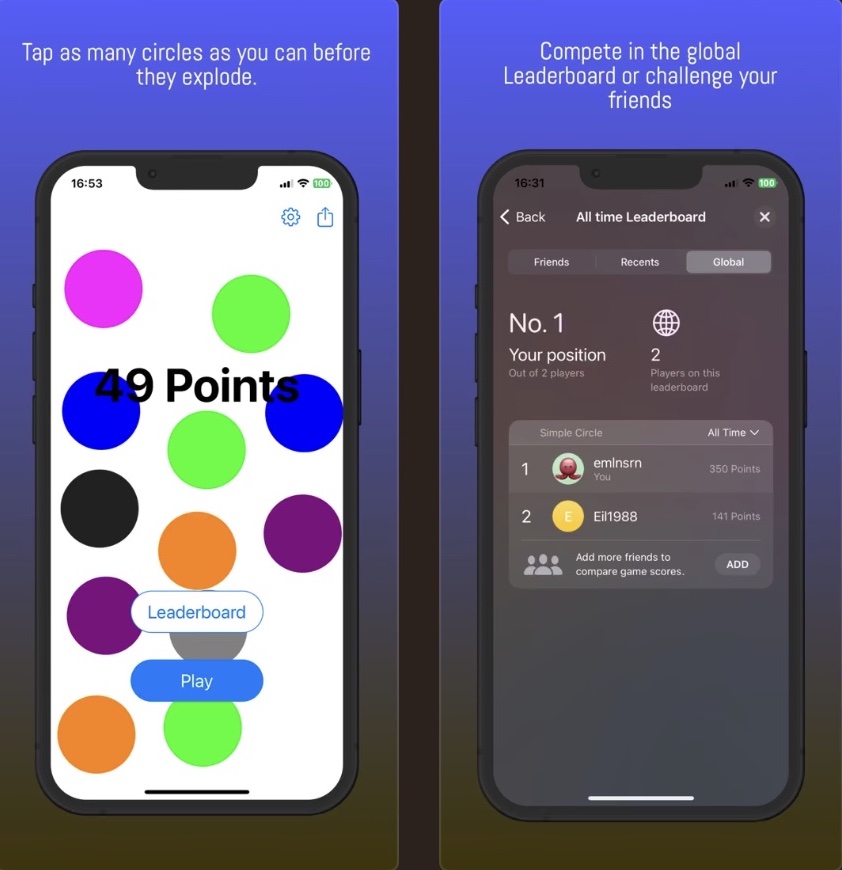 Tap as many circles as you can before
they explode.
16:53
100
49 Points
Leaderboard
Play
Compete in the global
Leaderboard or challenge your
friends
16:31
100
Back
All time Leaderboard
Friends
Recents
Global
No. 1
Your position
Out of 2 players
2
Players on this
leaderboard
Simple Circle
All Time
1
emlnsrn
You
350 Points
2
E
Eil1988
141 Points
Add more friends to
compare game scores.
ADD